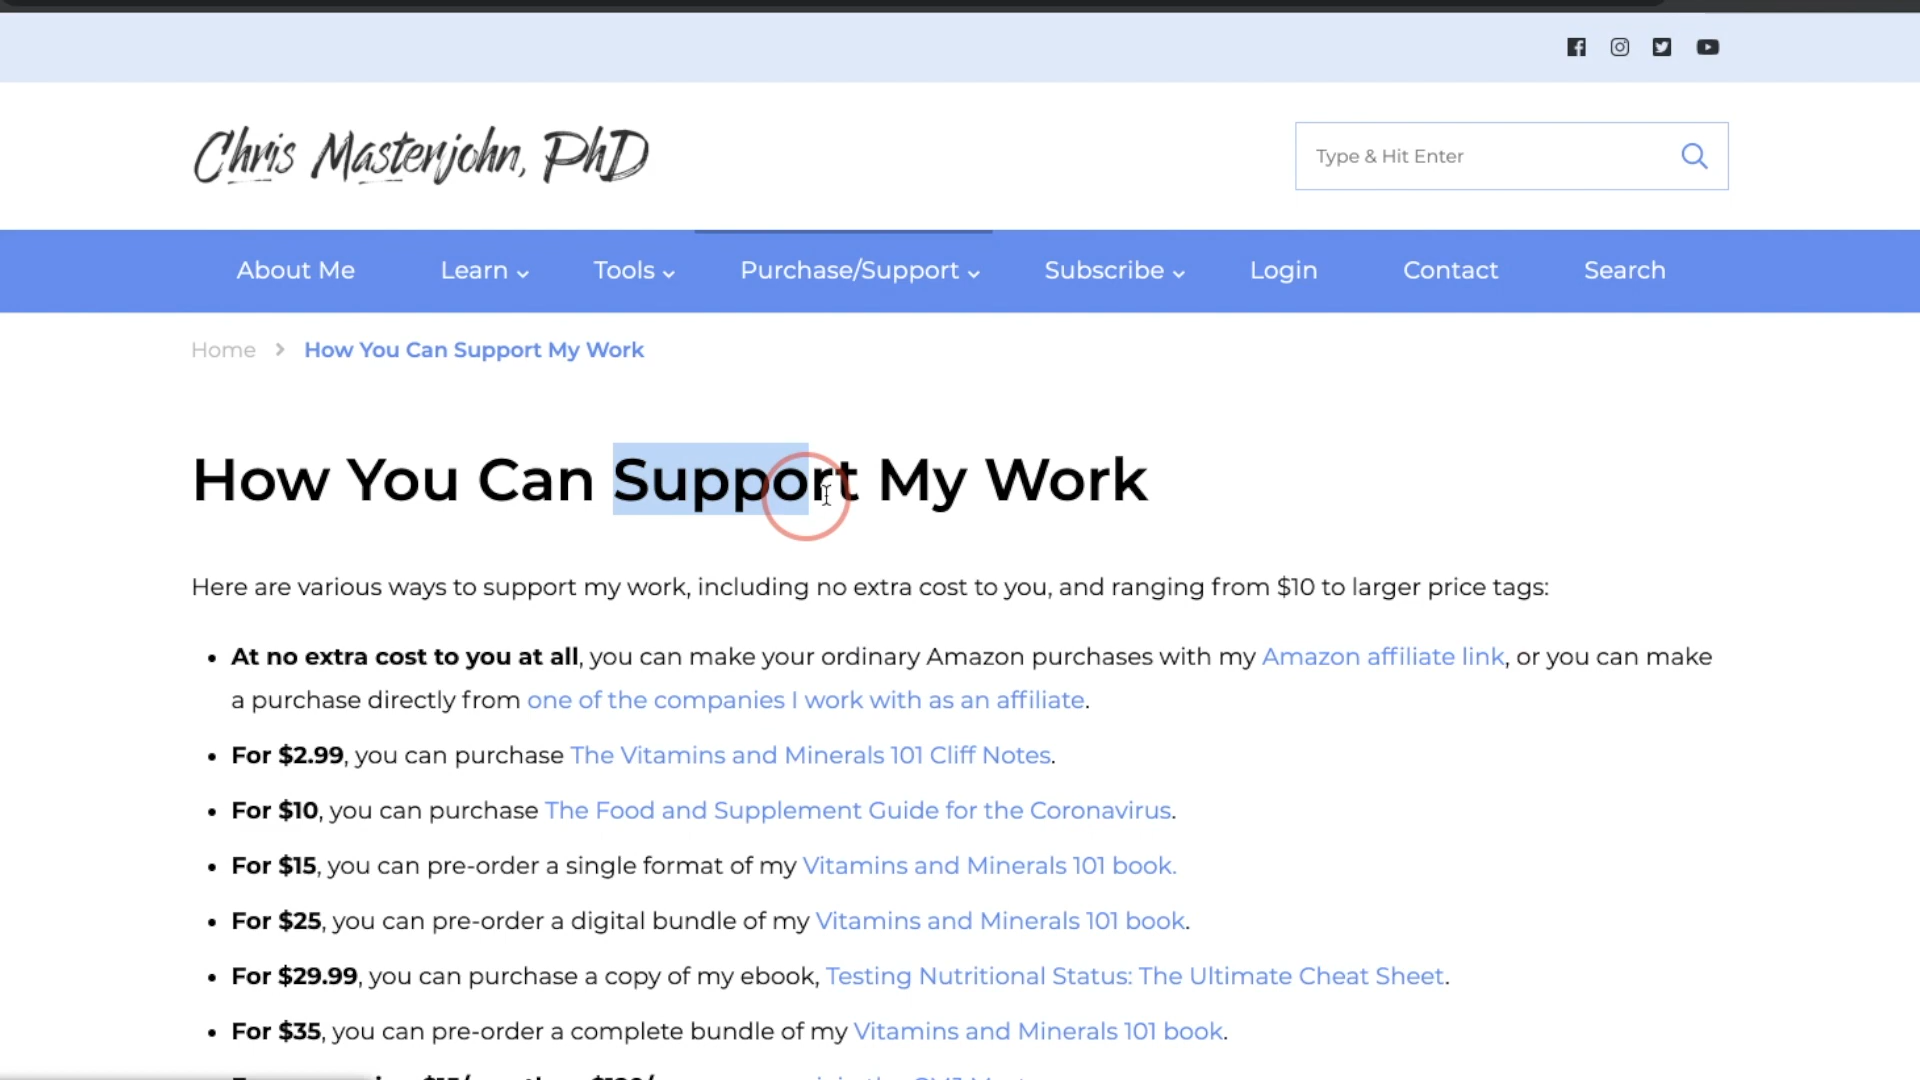 Chris Masterjohn, PhD
Type & Hit Enter
About Me Learn Tools Purchase/Support Subscribe Login Contact Search
Home How You Can Support My Work
How You Can Support My Work
Here are various ways to support my work, including no extra cost to you, and ranging from $10 to larger price tags:
At no extra cost to you at all, you can make your ordinary Amazon purchases with my Amazon affiliate link, or you can make
a purchase directly from one of the companies I work with as an affiliate.
For $2.99, you can purchase The Vitamins and Minerals 101 Cliff Notes.
For $10, you can purchase The Food and Supplement Guide for the Coronavirus.
For $15, you can pre-order a single format of my Vitamins and Minerals 101 book.
For $25, you can pre-order a digital bundle of my Vitamins and Minerals 101 book.
For $29.99, you can purchase a copy of my ebook, Testing Nutritional Status: The Ultimate Cheat Sheet.
For $35, you can pre-order a complete bundle of my Vitamins and Minerals 101 book.